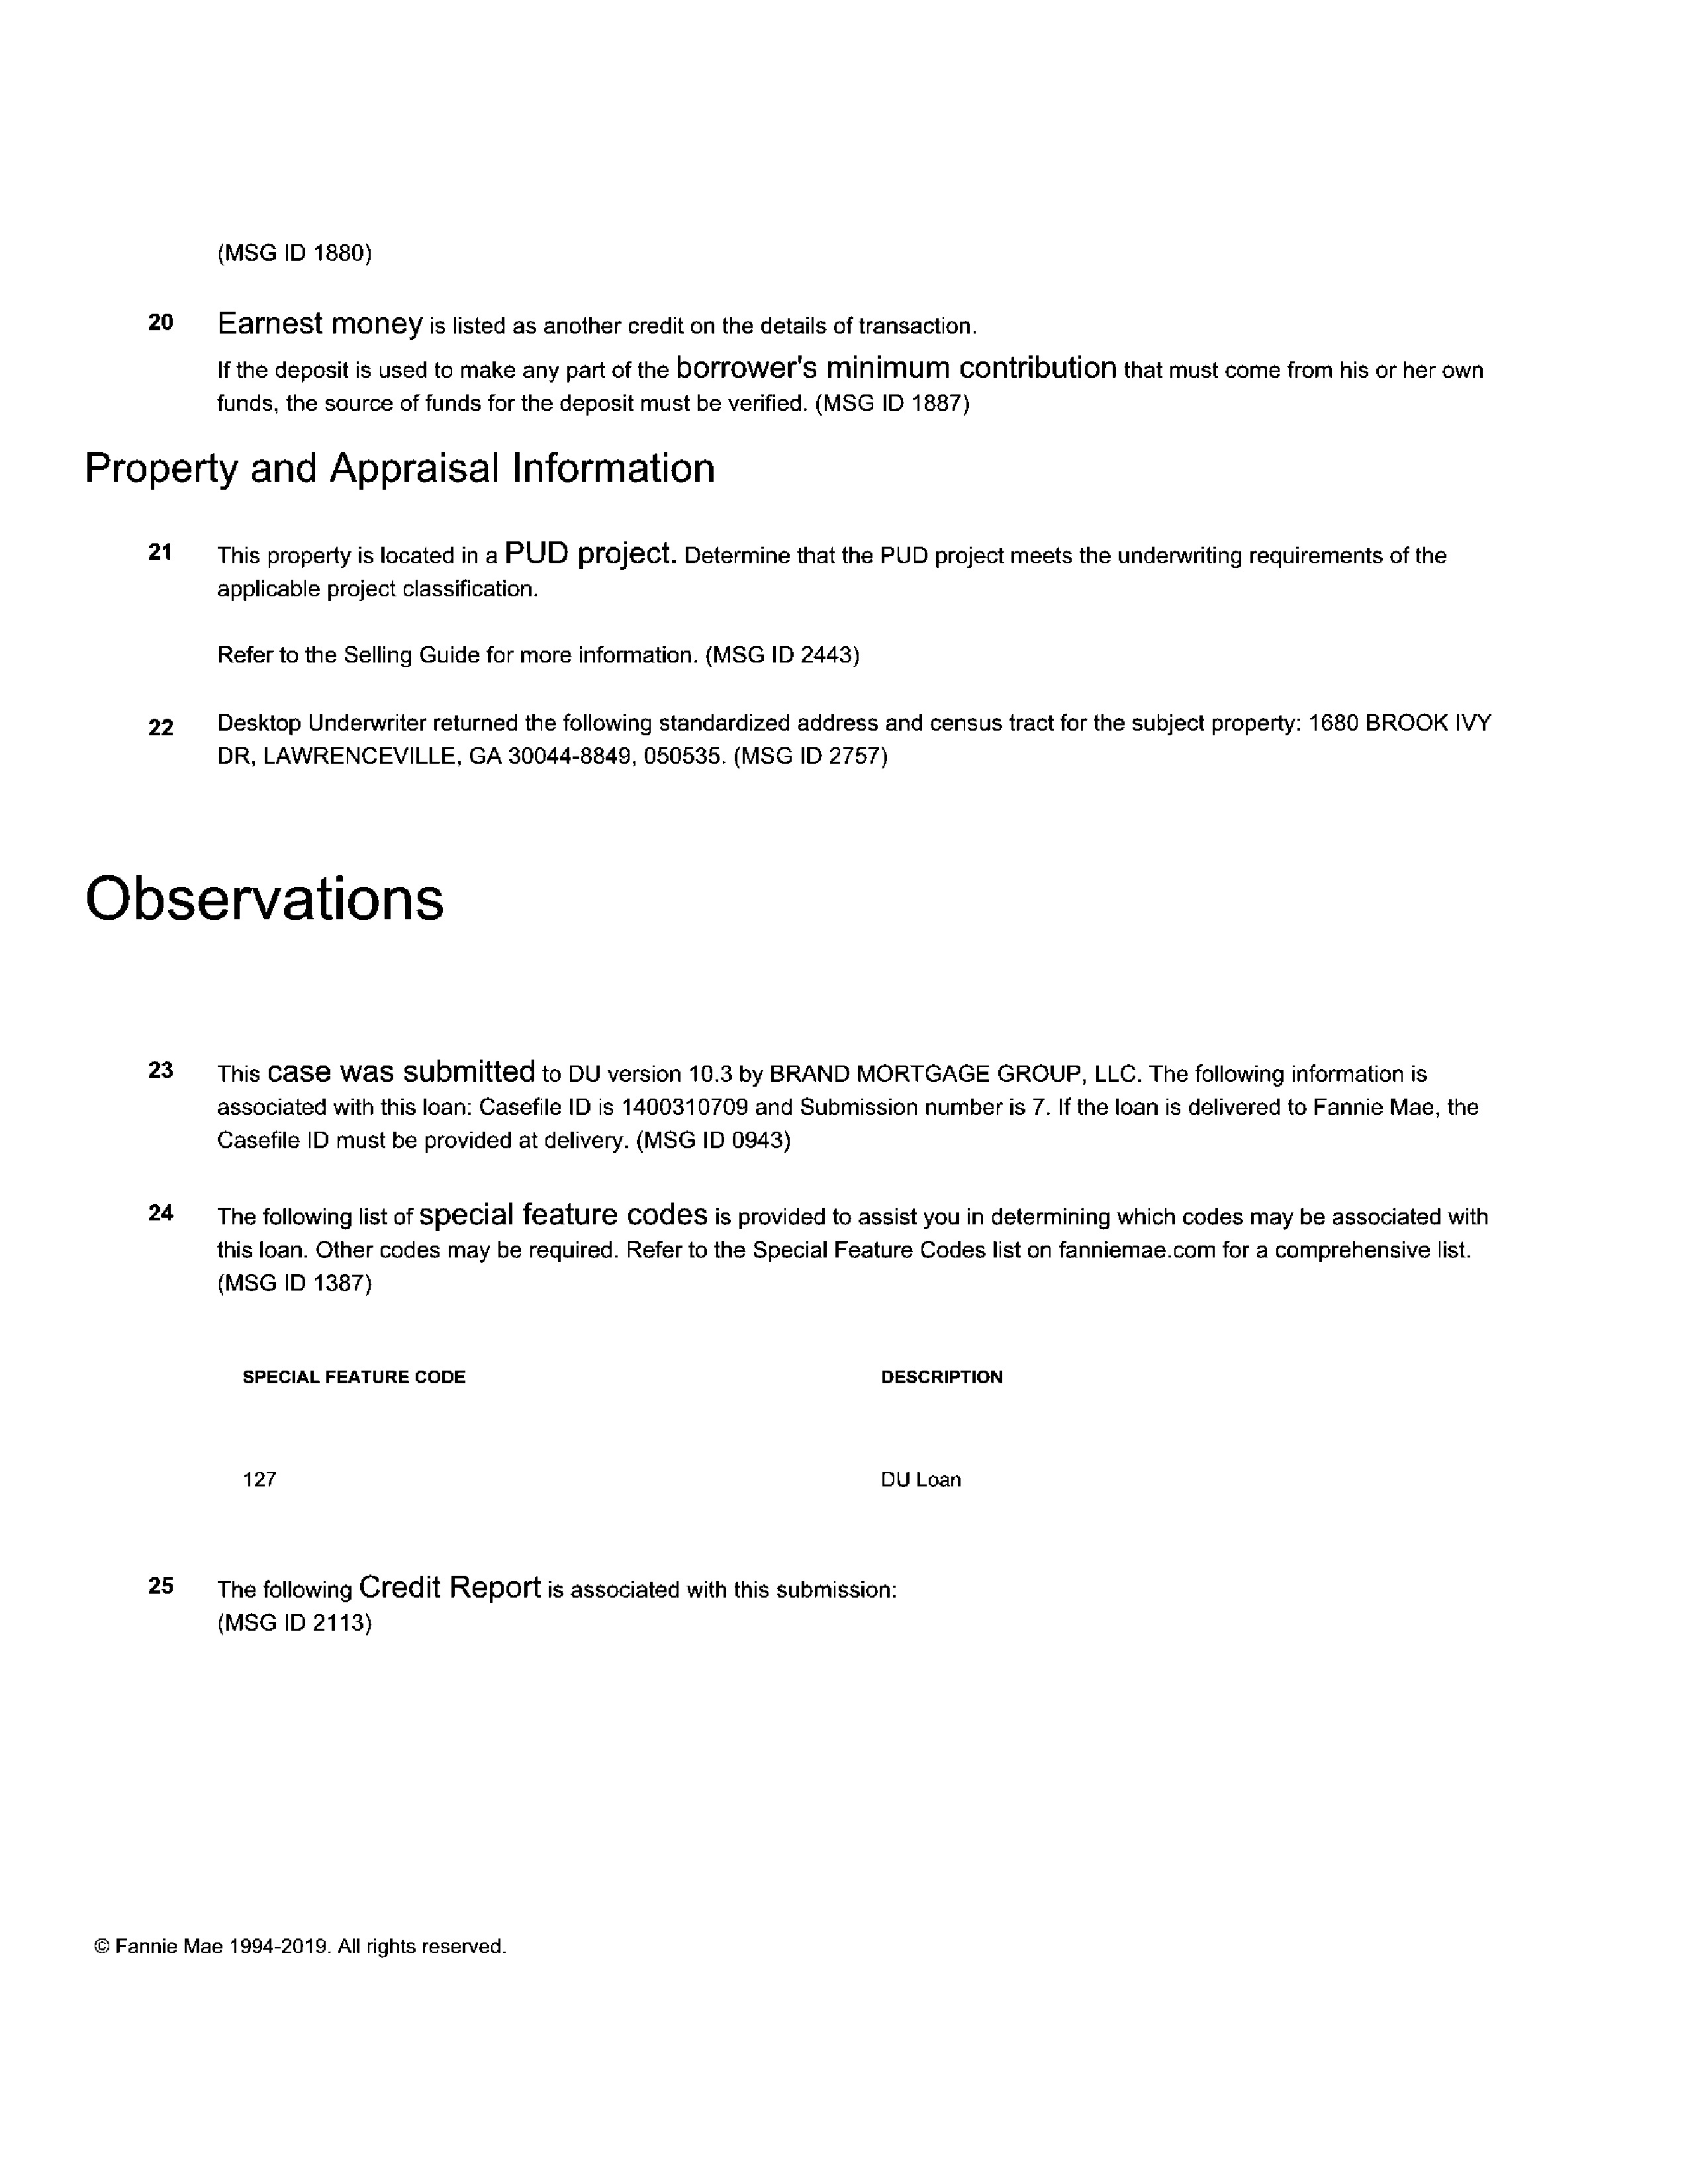 (MSG ID 1880)
20 Earnest money is listed as another credit on the details of transaction.
If the deposit is used to make any part of the borrower's minimum contribution that must come from his or her own
funds, the source of funds for the deposit must be verified. (MSG ID 1887)
Property and Appraisal Information
21 This property is located in a PUD project. Determine that the PUD project meets the underwriting requirements of the
applicable project classification.
Refer to the Selling Guide for more information. (MSG ID 2443)
22 Desktop Underwriter returned the following standardized address and census tract for the subject property: 1680 BROOK IVY
DR, LAWRENCEVILLE, GA 30044-8849, 050535. (MSG ID 2757)
Observations
23 This case was submitted to DU version 10.3 by BRAND MORTGAGE GROUP, LLC. The following information is
associated with this loan: Casefile ID is 1400310709 and Submission number is 7. If the loan is delivered to Fannie Mae, the
Casefile ID must be provided at delivery. (MSG ID 0943)
24 The following list of special feature codes is provided to assist you in determining which codes may be associated with
this loan. Other codes may be required. Refer to the Special Feature Codes list on fanniemae.com for a comprehensive list.
(MSG ID 1387)
SPECIAL FEATURE CODE DESCRIPTION
127 DU Loan
25 The following Credit Report is associated with this submission:
(MSG ID 2113)
© Fannie Mae 1994-2019. All rights reserved.